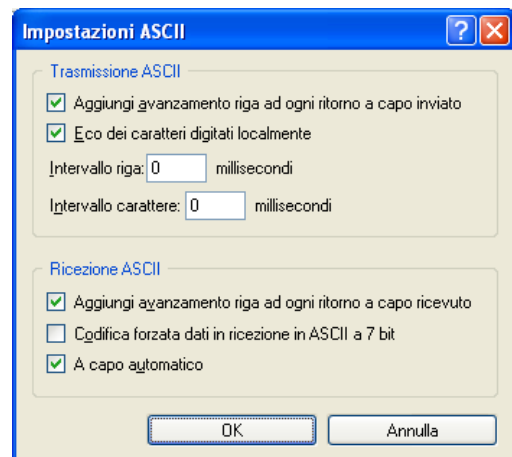 Impostazioni ASCII
Trasmissione ASCII
Aggiungi avanzamento riga ad ogni ritorno a capo inviato
Eco dei caratteri digitati localmente
Intervallo riga: 0 millisecondi
Intervallo carattere: 0 millisecondi
Ricezione ASCII
Aggiungi avanzamento riga ad ogni ritorno a capo ricevuto
Codifica forzata dati in ricezione in ASCII a 7 bit
A capo automatico
OK Annulla